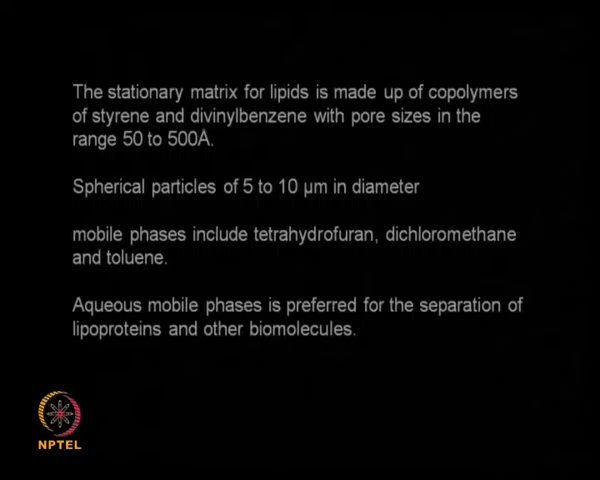 The stationary matrix for lipids is made up of copolymers
of styrene and divinylbenzene with pore sizes in the
range 50 to 500Å.
Spherical particles of 5 to 10 µm in diameter
mobile phases include tetrahydrofuran, dichloromethane
and toluene.
Aqueous mobile phases is preferred for the separation of
lipoproteins and other biomolecules.
NPTEL